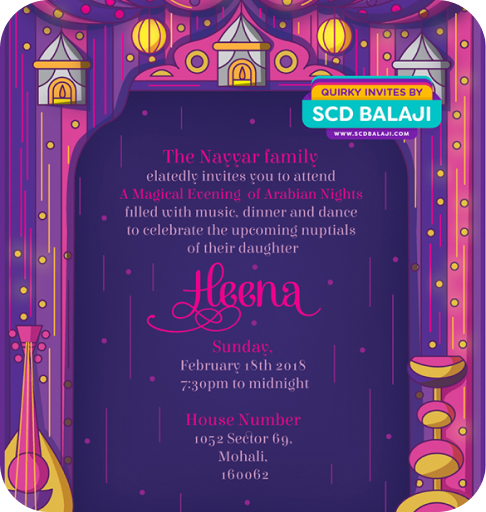 QUIRKY INVITES BY
SCD BALAJI
WWW.SCDBALAJI.COM
The Nayyar family
elatedly invites you to attend
A Magical Evening of Arabian Nights
filled with music, dinner and dance
to celebrate the upcoming nuptials
of their daughter
Heena
Sunday,
February 18th 2018
7:30pm to midnight
House Number
1052 Sector 69,
Mohali,
160062